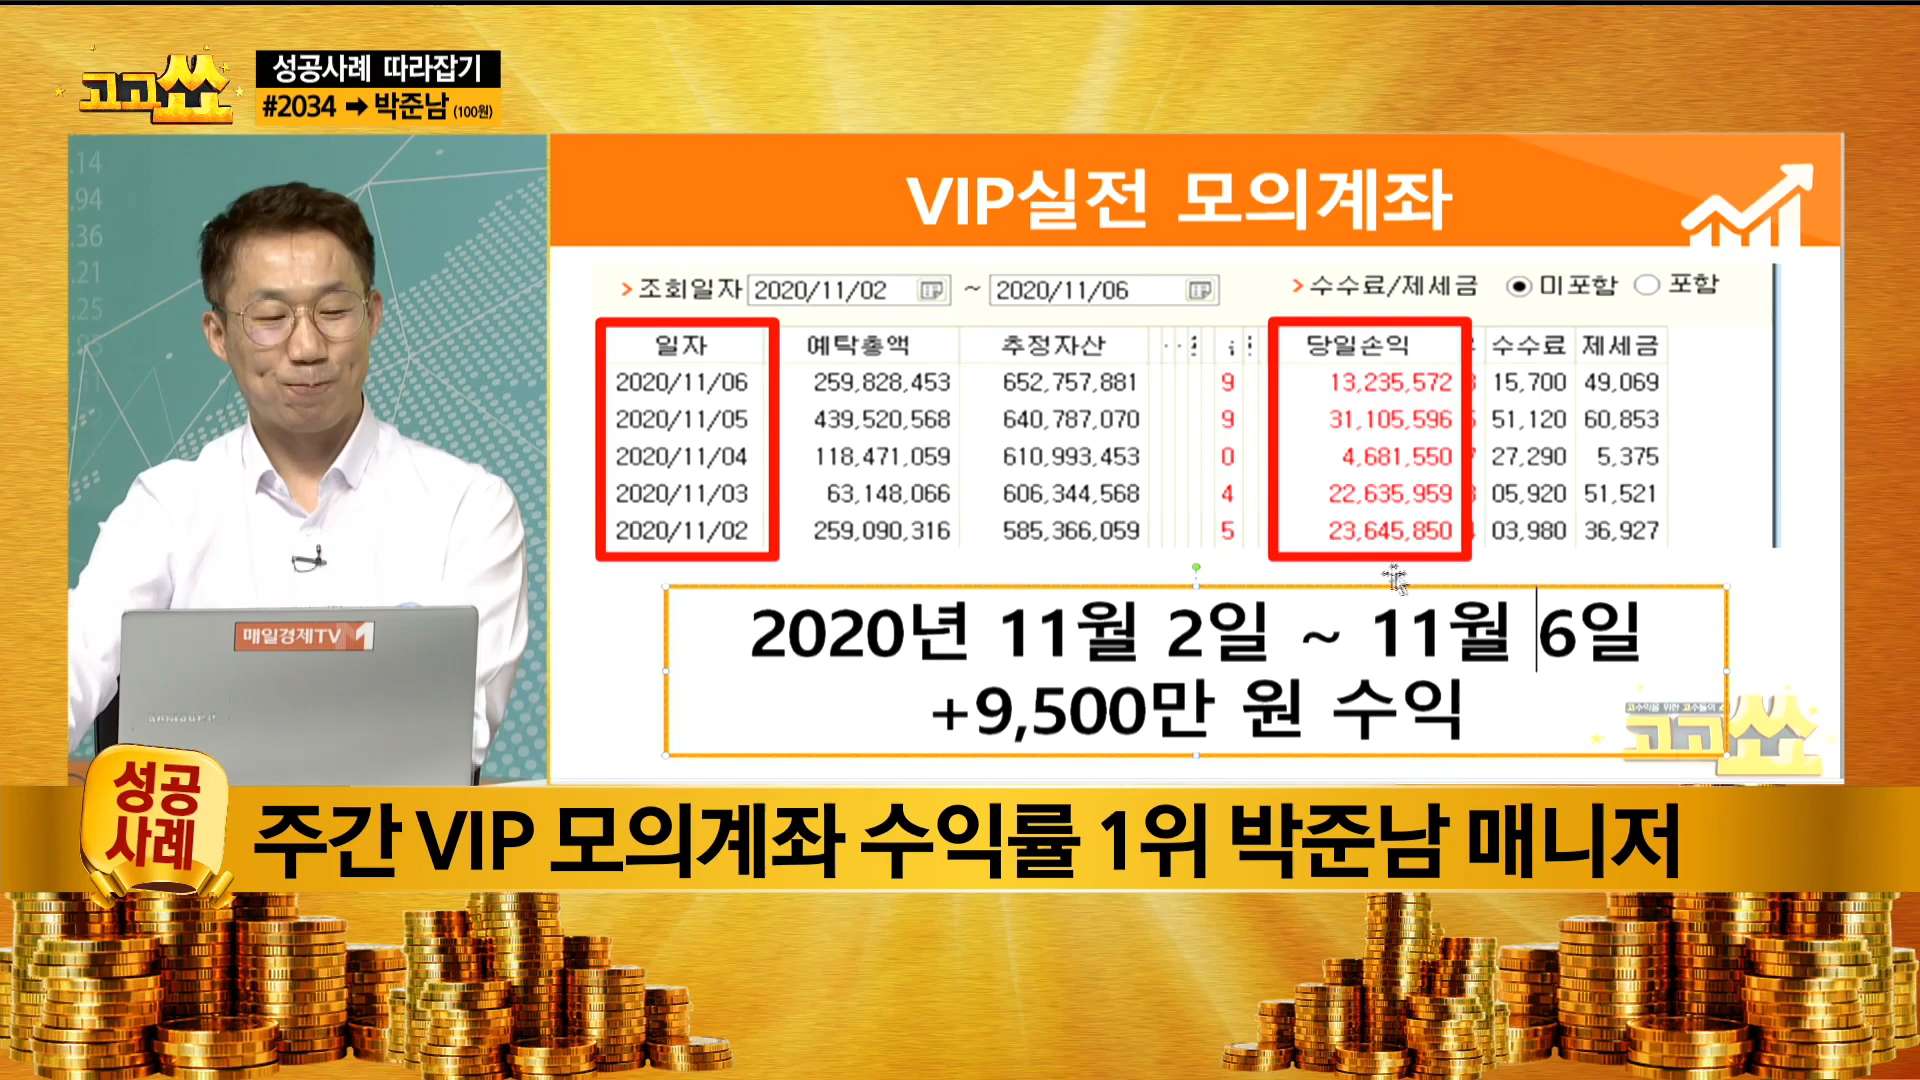 고고쑈
성공사례 따라잡기
#2034 ➡ 박준남 (100원)
.14
.94
.36
.21
.25
VIP실전 모의계좌
조회일자 2020/11/02 ~ 2020/11/06 수수료/제세금 미포함 포함
일자 예탁총액 추정자산 당일손익 수수료 제세금
2020/11/06 259,828,453 652,757,881 9 13,235,572 15,700 49,069
2020/11/05 439,520,568 640,787,070 9 31,105,596 51,120 60,853
2020/11/04 118,471,059 610,993,453 0 4,681,550 27,290 5,375
2020/11/03 63,148,066 606,344,568 4 22,635,959 05,920 51,521
2020/11/02 259,090,316 585,366,059 5 23,645,850 03,980 36,927
2020년 11월 2일 ~ 11월 6일
+9,500만 원 수익
고고쑈
매일경제TV
SAMSUNG
성공
사례
주간 VIP 모의계좌 수익률 1위 박준남 매니저